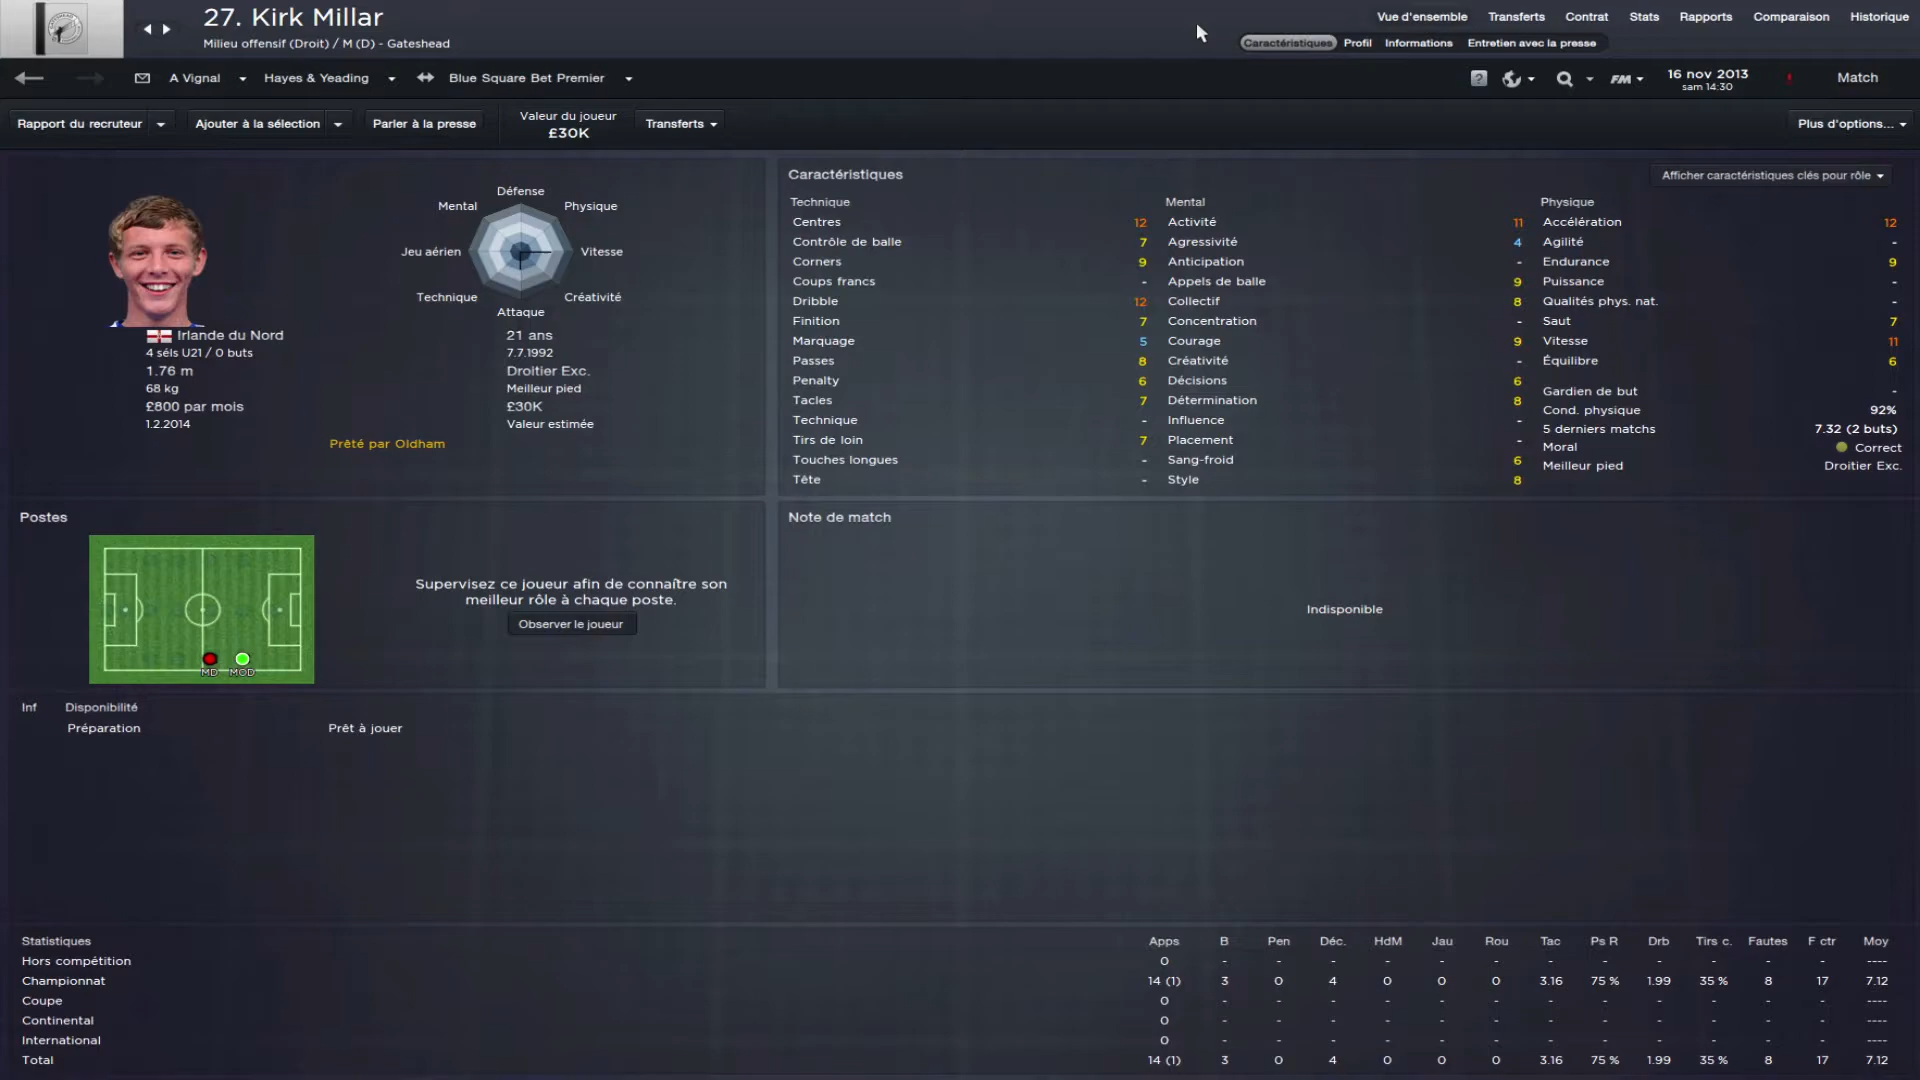 27. Kirk Millar
Milieu offensif (Droit) / M (D) - Gateshead
Vue d'ensemble Transferts Contrat Stats Rapports Comparaison Historique
Caractéristiques Profil Informations Entretien avec la presse
A Vignal Hayes & Yeading Blue Square Bet Premier
? FM 16 nov 2013 Match
sam 14:30
Rapport du recruteur Ajouter à la sélection Parler à la presse Valeur du joueur Transferts Plus d'options...
£30K
Défense
Mental Physique
Jeu aérien Vitesse
Technique Créativité
Attaque
Irlande du Nord 21 ans
4 séls U21 / 0 buts 7.7.1992
1.76 m Droitier Exc.
68 kg Meilleur pied
£800 par mois £30K
1.2.2014 Valeur estimée
Prêté par Oldham
Caractéristiques Afficher caractéristiques clés pour rôle
Technique Mental Physique
Centres 12 Activité 11 Accélération 12
Contrôle de balle 7 Agressivité 4 Agilité -
Corners 9 Anticipation - Endurance 9
Coups francs - Appels de balle 9 Puissance -
Dribble 12 Collectif 8 Qualités phys. nat. -
Finition 7 Concentration - Saut 7
Marquage 5 Courage 9 Vitesse 11
Passes 8 Créativité - Équilibre 6
Penalty 6 Décisions 6 Gardien de but -
Tacles 7 Détermination 8 Cond. physique 92%
Technique - Influence - 5 derniers matchs 7.32 (2 buts)
Tirs de loin 7 Placement - Moral Correct
Touches longues - Sang-froid 6 Meilleur pied Droitier Exc.
Tête - Style 8
Postes
MD MOD
Supervisez ce joueur afin de connaître son
meilleur rôle à chaque poste.
Observer le joueur
Note de match
Indisponible
Inf Disponibilité
Préparation Prêt à jouer
Statistiques Apps B Pen Déc. HdM Jau Rou Tac Ps R Drb Tirs c. Fautes F ctr Moy
Hors compétition 0 - - - - - - - - - - - - ----
Championnat 14 (1) 3 0 4 0 0 0 3.16 75 % 1.99 35 % 8 17 7.12
Coupe 0 - - - - - - - - - - - - ----
Continental 0 - - - - - - - - - - - - ----
International 0 - - - - - - - - - - - - ----
Total 14 (1) 3 0 4 0 0 0 3.16 75 % 1.99 35 % 8 17 7.12